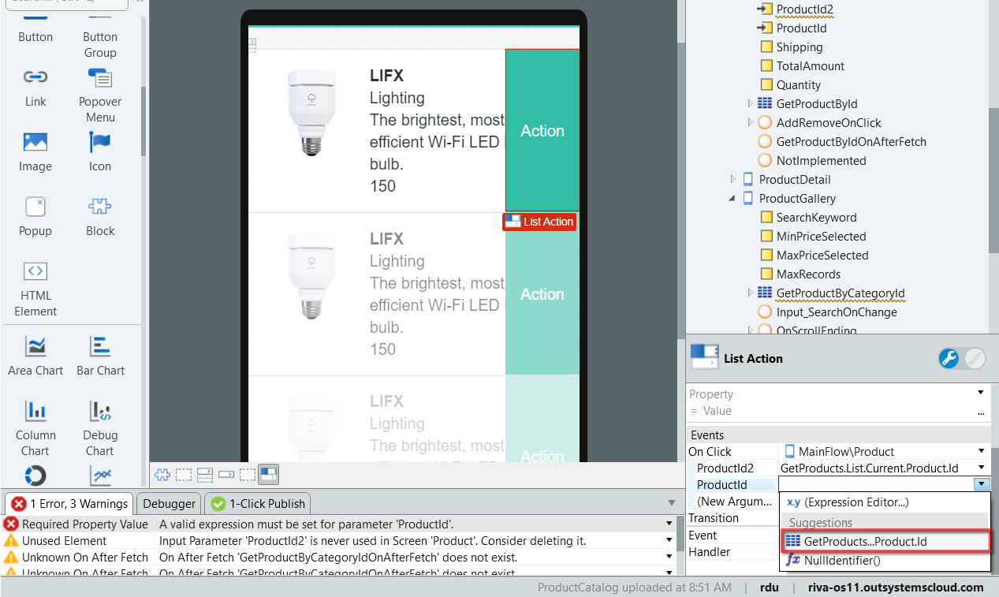 Button
Button
Group
Link
Popover
Menu
Image
Icon
Popup
Block
HTML
Element
Area Chart
Bar Chart
Column
Chart
Debug
Chart
LIFX
Lighting
The brightest, most
efficient Wi-Fi LED
bulb.
150
Action
List Action
LIFX
Lighting
The brightest, most
efficient Wi-Fi LED
bulb.
150
Action
LIFX
Lighting
The brightest, most
Action
ProductId2
ProductId
Shipping
TotalAmount
Quantity
GetProductById
AddRemoveOnClick
GetProductByIdOnAfterFetch
NotImplemented
ProductDetail
ProductGallery
SearchKeyword
MinPriceSelected
MaxPriceSelected
MaxRecords
GetProductByCategoryId
Input_SearchOnChange
OnScrollEnding
List Action
Property
= Value
...
Events
On Click MainFlow\Product
ProductId2 GetProducts.List.Current.Product.Id
ProductId
(New Argum...
Transition
Event
Handler
x.y (Expression Editor...)
Suggestions
GetProducts...Product.Id
fx NullIdentifier()
1 Error, 3 Warnings Debugger 1-Click Publish
Required Property Value A valid expression must be set for parameter 'ProductId'.
Unused Element Input Parameter 'ProductId2' is never used in Screen 'Product'. Consider deleting it.
Unknown On After Fetch On After Fetch 'GetProductByCategoryIdOnAfterFetch' does not exist.
Unknown On After Fetch On After Fetch 'GetProductByCategoryIdOnAfterFetch' does not exist.
ProductCatalog uploaded at 8:51 AM | rdu | riva-os11.outsystemscloud.com